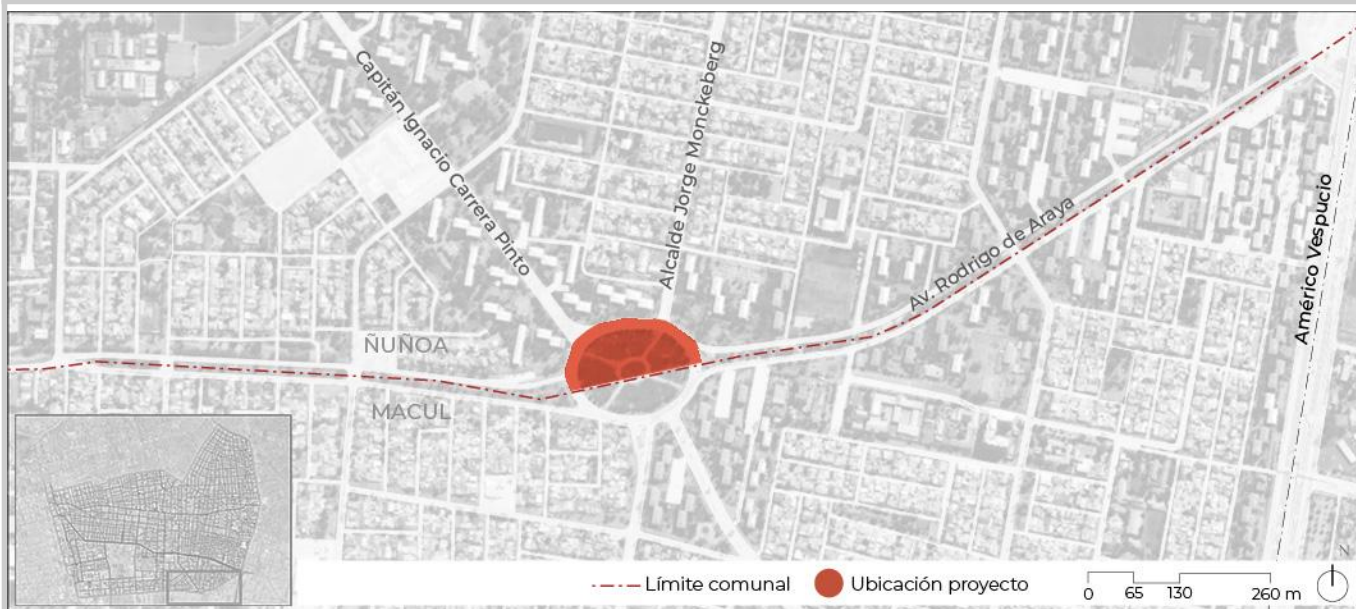 Capitán Ignacio Carrera Pinto
Alcalde Jorge Monckeberg
Av. Rodrigo de Araya
Américo Vespucio
ÑUÑOA
MACUL
Límite comunal
Ubicación proyecto
0 65 130 260 m
N